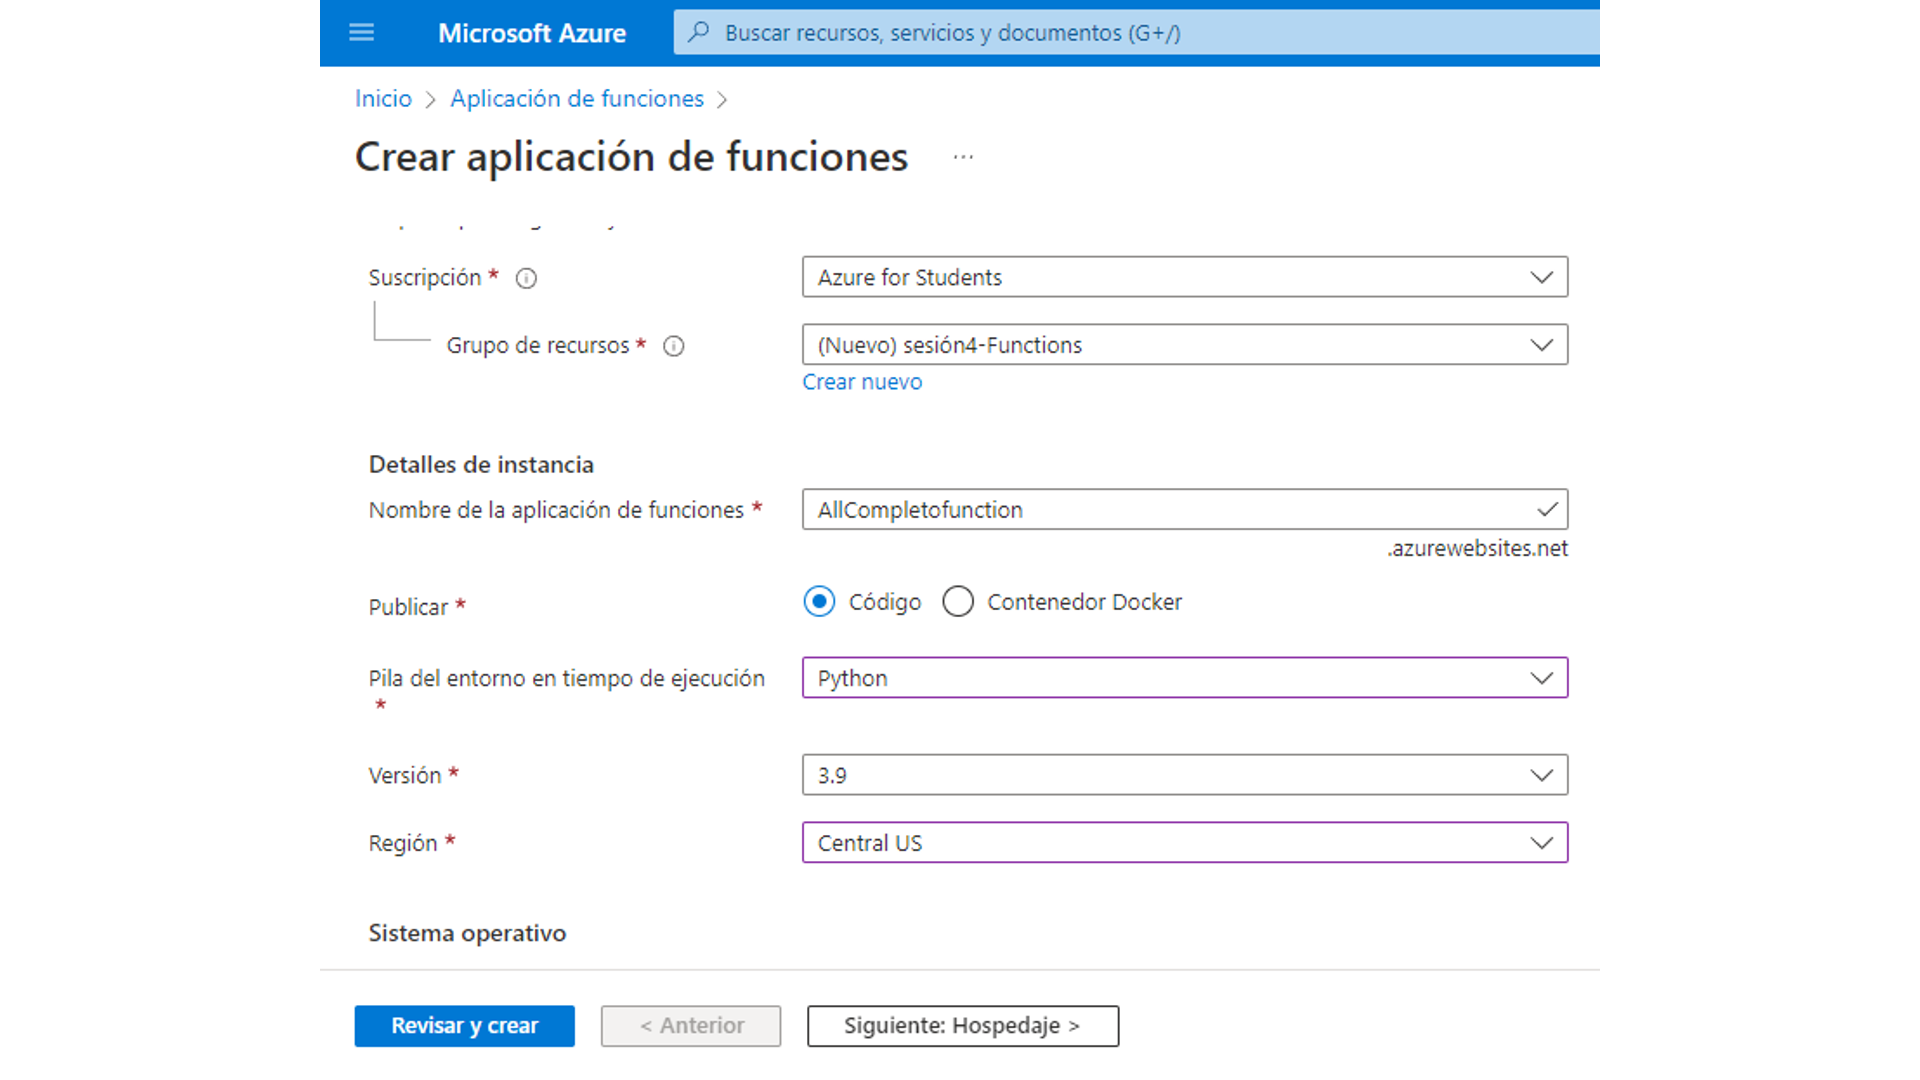 Microsoft Azure
Buscar recursos, servicios y documentos (G+/)
Inicio > Aplicación de funciones >
Crear aplicación de funciones ...
Suscripción * Azure for Students
Grupo de recursos * (Nuevo) sesión4-Functions
Crear nuevo
Detalles de instancia
Nombre de la aplicación de funciones * AllCompletofunction
.azurewebsites.net
Publicar * Código Contenedor Docker
Pila del entorno en tiempo de ejecución Python
*
Versión * 3.9
Región * Central US
Sistema operativo
Revisar y crear < Anterior Siguiente: Hospedaje >